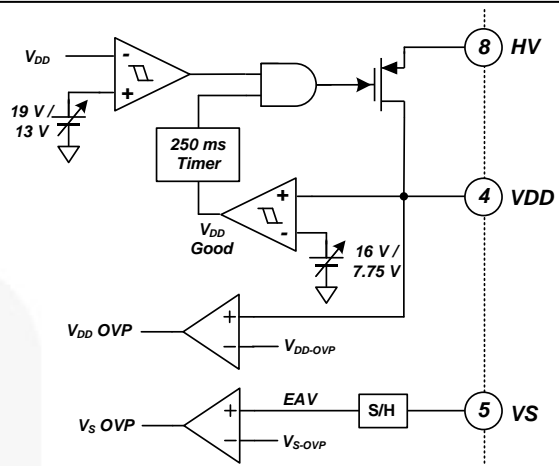 8 HV
VDD
-
+
19 V /
13 V
250 ms
Timer
+
-
4 VDD
VDD
Good
16 V /
7.75 V
VDD OVP
+
−
VDD-OVP
EAV
S/H
5 VS
VS OVP
+
−
VS-OVP